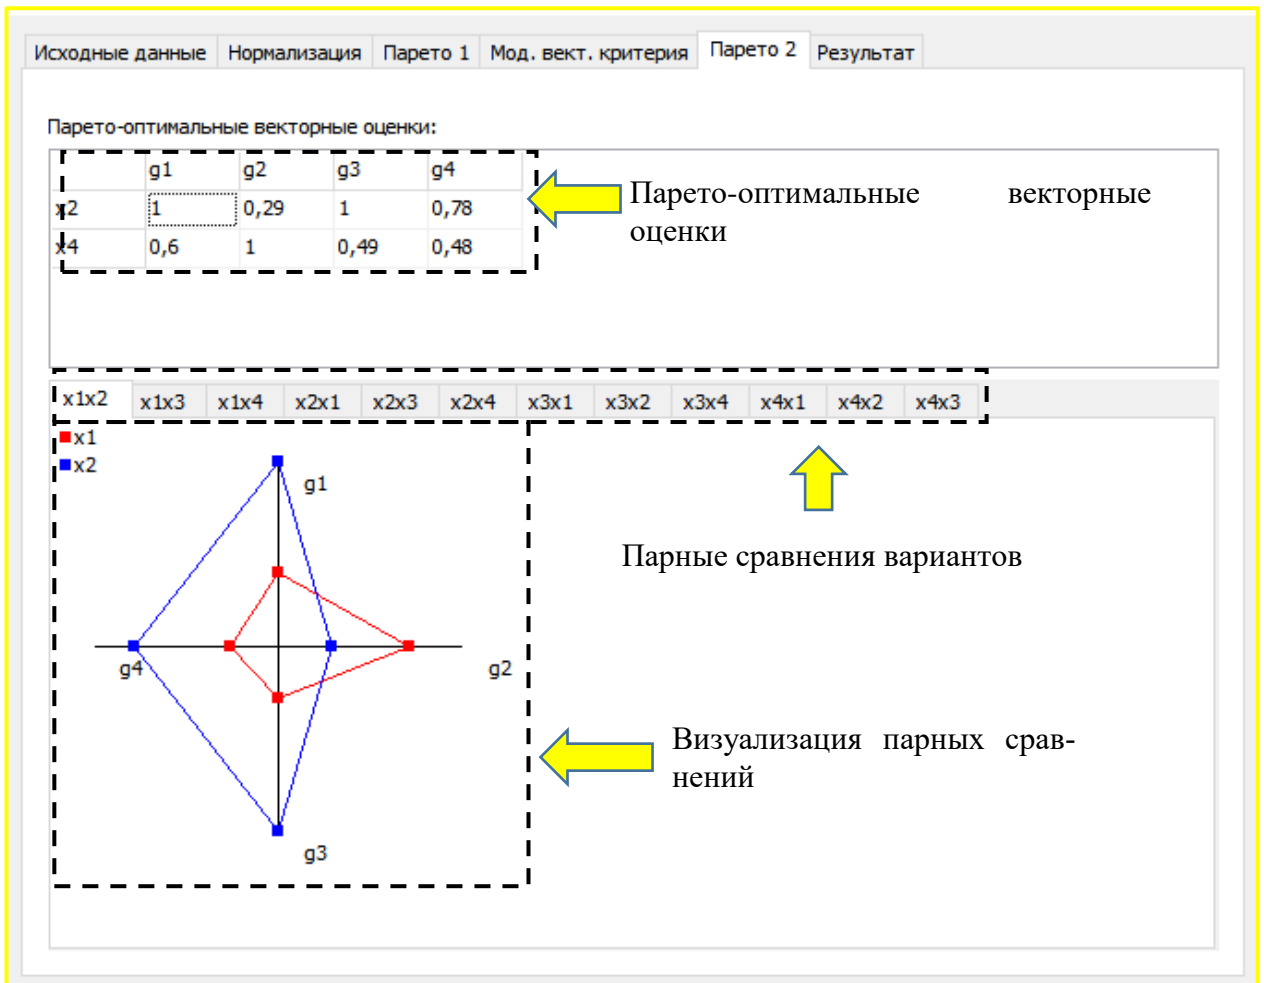 Исходные данные Нормализация Парето 1 Мод. вект. критерия Парето 2 Результат
Парето-оптимальные векторные оценки:
g1 g2 g3 g4
x2 1 0,29 1 0,78
x4 0,6 1 0,49 0,48
Парето-оптимальные векторные
оценки
x1x2 x1x3 x1x4 x2x1 x2x3 x2x4 x3x1 x3x2 x3x4 x4x1 x4x2 x4x3
x1
x2
g1
g4
g2
g3
Парные сравнения вариантов
Визуализация парных срав-
нений